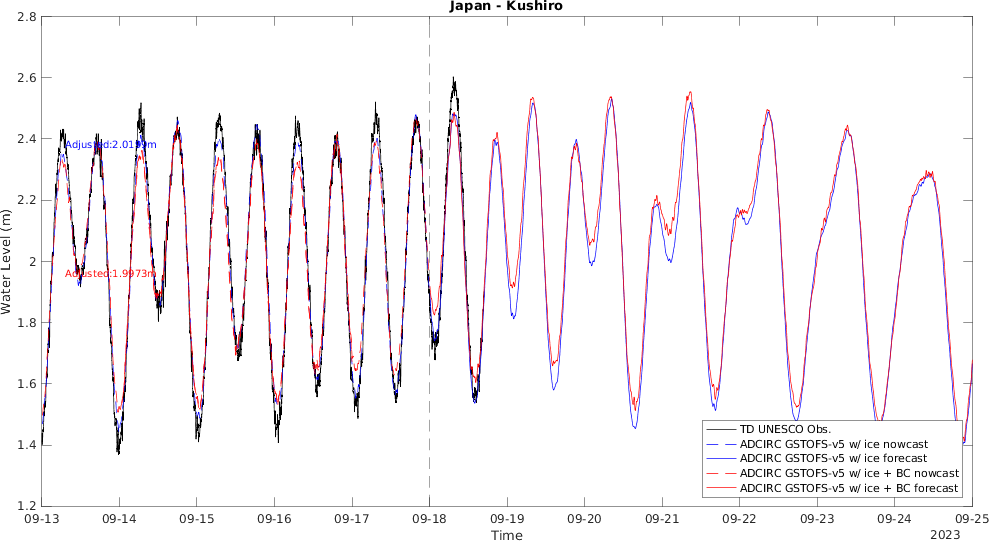 Japan - Kushiro
2.8
2.6
2.4
2.2
2
1.8
1.6
1.4
1.2
Water Level (m)
Adjusted:1.9973m
TD UNESCO Obs.
ADCIRC GSTOFS-v5 w/ ice nowcast
ADCIRC GSTOFS-v5 w/ ice forecast
ADCIRC GSTOFS-v5 w/ ice + BC nowcast
ADCIRC GSTOFS-v5 w/ ice + BC forecast
09-13 09-14 09-15 09-16 09-17 09-18 09-19 09-20 09-21 09-22 09-23 09-24 09-25
Time
2023